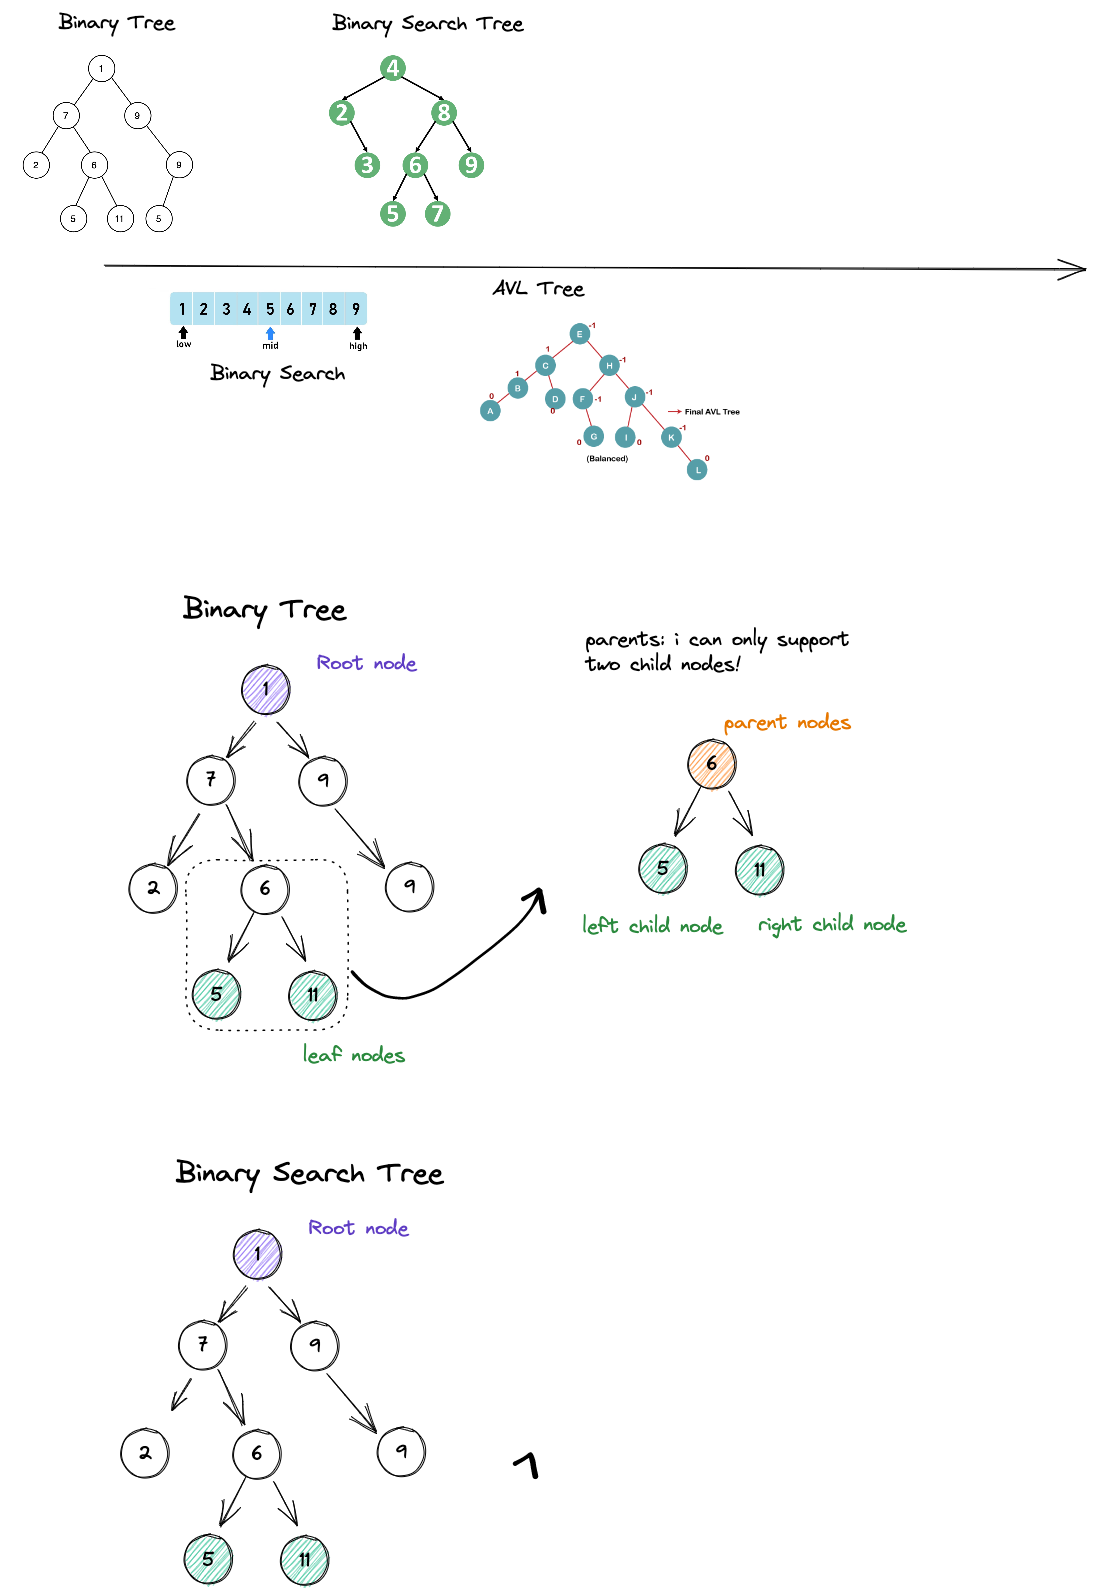 Binary Tree
1
7
9
2
6
9
5
11
5
Binary Search Tree
4
2
8
3
6
9
5
7
1 2 3 4 5 6 7 8 9
low
mid
high
Binary Search
AVL Tree
E -1
1
C
H -1
1
B
0
A
D
0
F -1
J -1
Final AVL Tree
0 G
I 0
K -1
(Balanced)
0
L
Binary Tree
Root node
1
7
9
2
6
9
5
11
leaf nodes
parents: i can only support
two child nodes!
parent nodes
6
5
11
left child node
right child node
Binary Search Tree
Root node
1
7
9
2
6
9
5
11